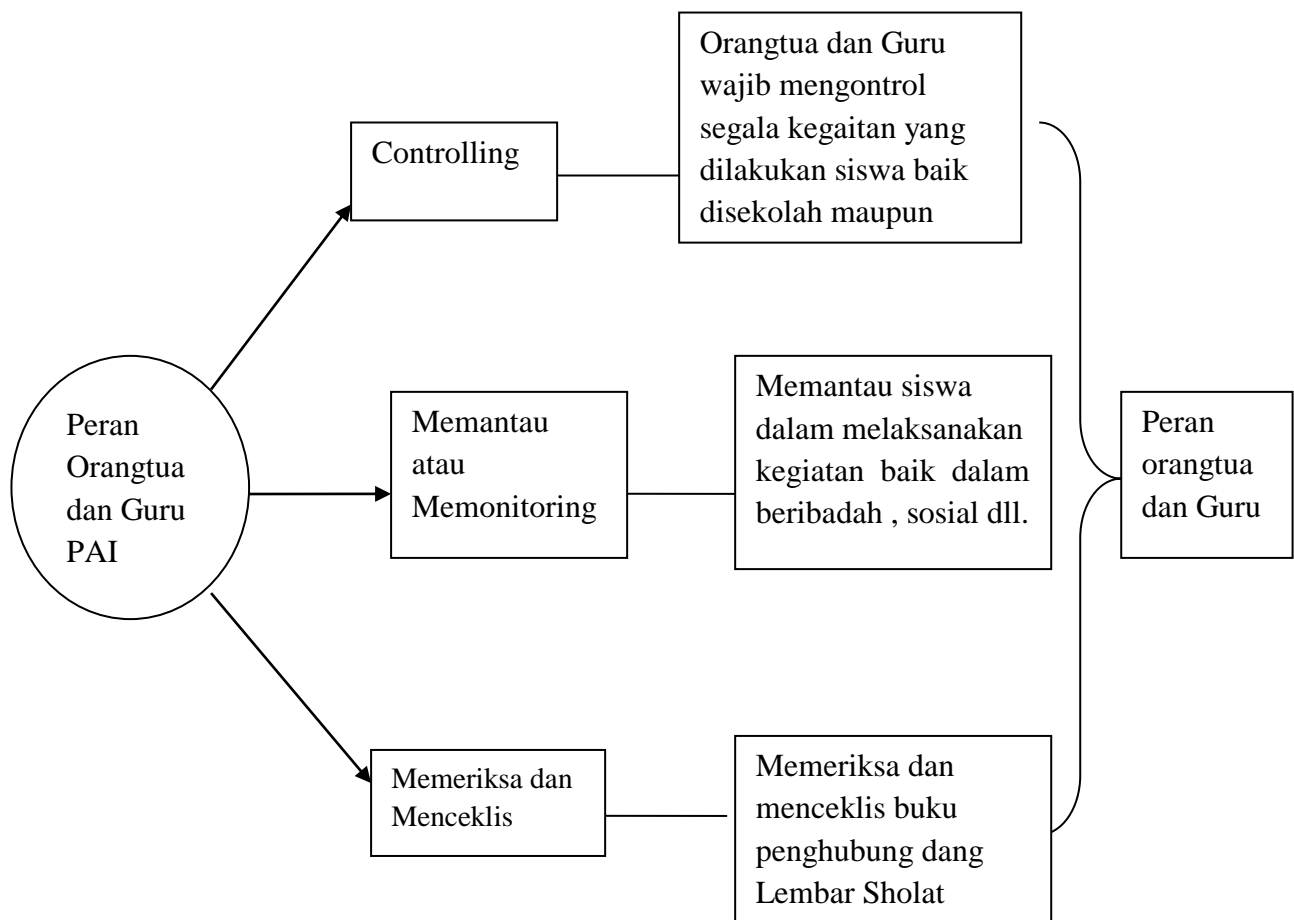 Orangtua dan Guru
wajib mengontrol
segala kegaitan yang
dilakukan siswa baik
disekolah maupun
Controlling
Peran
Orangtua
dan Guru
PAI
Memantau
atau
Memonitoring
Memantau siswa
dalam melaksanakan
kegiatan baik dalam
beribadah , sosial dll.
Peran
orangtua
dan Guru
Memeriksa dan
Menceklis
Memeriksa dan
menceklis buku
penghubung dang
Lembar Sholat